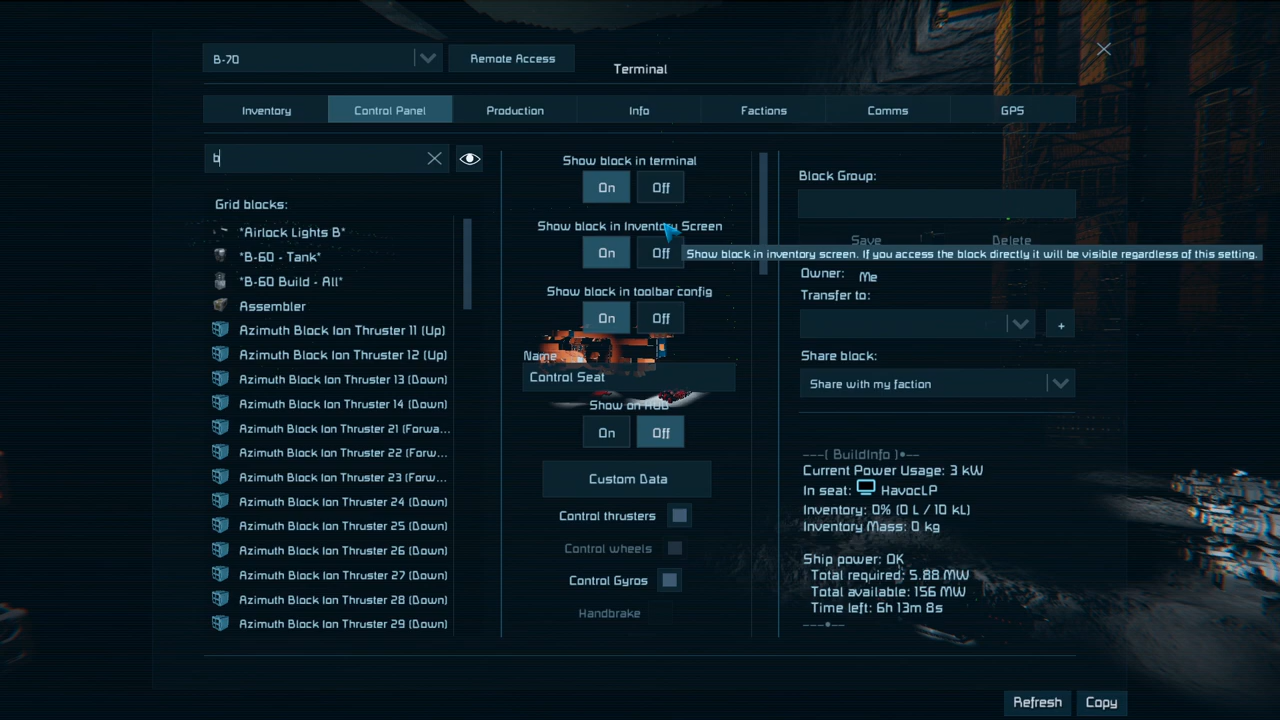 B-70
Remote Access
Terminal
Inventory
Control Panel
Production
Info
Factions
Comms
GPS
b
Grid blocks:
*Airlock Lights B*
*B-60 - Tank*
*B-60 Build - All*
Assembler
Azimuth Block Ion Thruster 11 (Up)
Azimuth Block Ion Thruster 12 (Up)
Azimuth Block Ion Thruster 13 (Down)
Azimuth Block Ion Thruster 14 (Down)
Azimuth Block Ion Thruster 21 (Forwa...
Azimuth Block Ion Thruster 22 (Forw...
Azimuth Block Ion Thruster 23 (Forw...
Azimuth Block Ion Thruster 24 (Down)
Azimuth Block Ion Thruster 25 (Down)
Azimuth Block Ion Thruster 26 (Down)
Azimuth Block Ion Thruster 27 (Down)
Azimuth Block Ion Thruster 28 (Down)
Azimuth Block Ion Thruster 29 (Down)
Show block in terminal
On Off
Show block in Inventory Screen
On Off
Show block in inventory screen. If you access the block directly it will be visible regardless of this setting.
Show block in toolbar config
On Off
Name
Control Seat
Show on HUD
On Off
Custom Data
Control thrusters
Control wheels
Control Gyros
Handbrake
Block Group:
Save Delete
Owner: Me
Transfer to:
+
Share block:
Share with my faction
---( BuildInfo )•--
Current Power Usage: 3 kW
In seat: HavocLP
Inventory: 0% (0 L / 10 kL)
Inventory Mass: 0 kg
Ship power: OK
Total required: 5.88 MW
Total available: 156 MW
Time left: 6h 13m 8s
---•--
Refresh
Copy